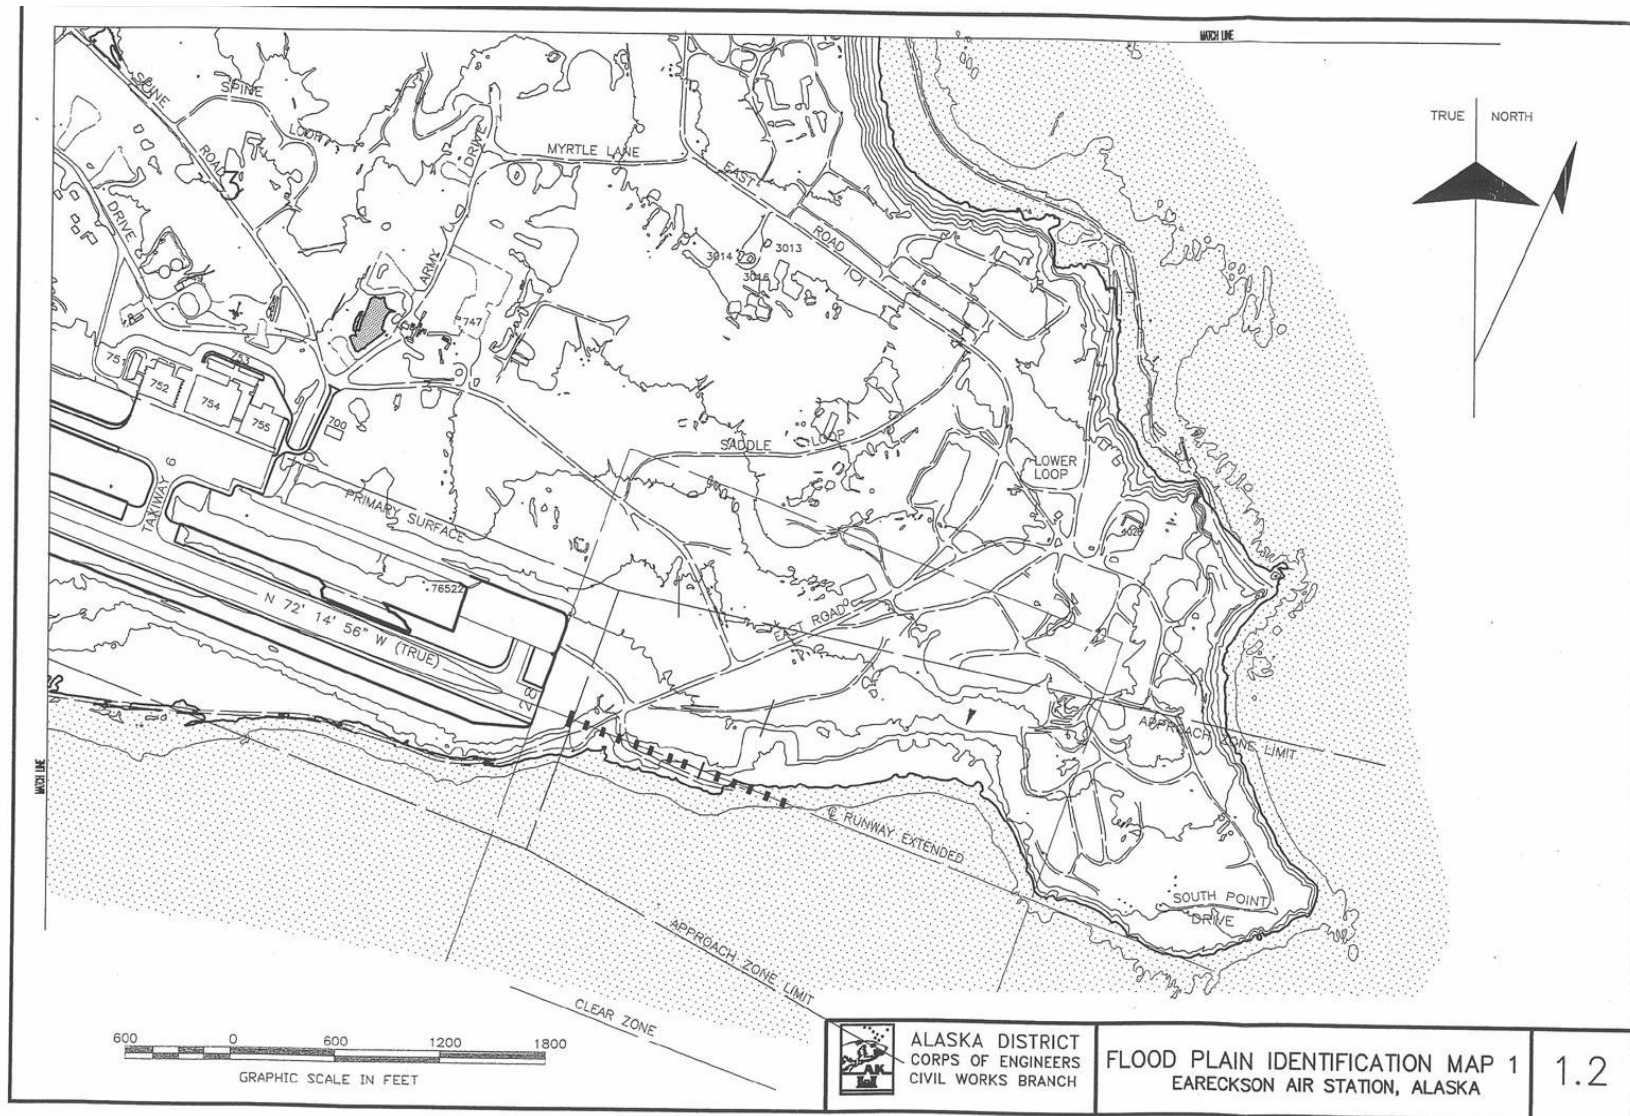 MATCH LINE
TRUE NORTH
SPINE
ROAD
SPINE
LOOP
3
DRIVE
ARMY
DRIVE
MYRTLE LANE
EAST
ROAD
3013
3014
747
751
752
753
754
755
700
SADDLE LOOP
LOWER
LOOP
TAXIWAY 6
PRIMARY SURFACE
76522
N 72' 14' 56" W (TRUE)
28
EAST ROAD
APPROACH ZONE LIMIT
RUNWAY EXTENDED
SOUTH POINT
DRIVE
MATCH LINE
APPROACH ZONE LIMIT
CLEAR ZONE
600 0 600 1200 1800
GRAPHIC SCALE IN FEET
AK
ALASKA DISTRICT
CORPS OF ENGINEERS
CIVIL WORKS BRANCH
FLOOD PLAIN IDENTIFICATION MAP 1
EARECKSON AIR STATION, ALASKA
1.2